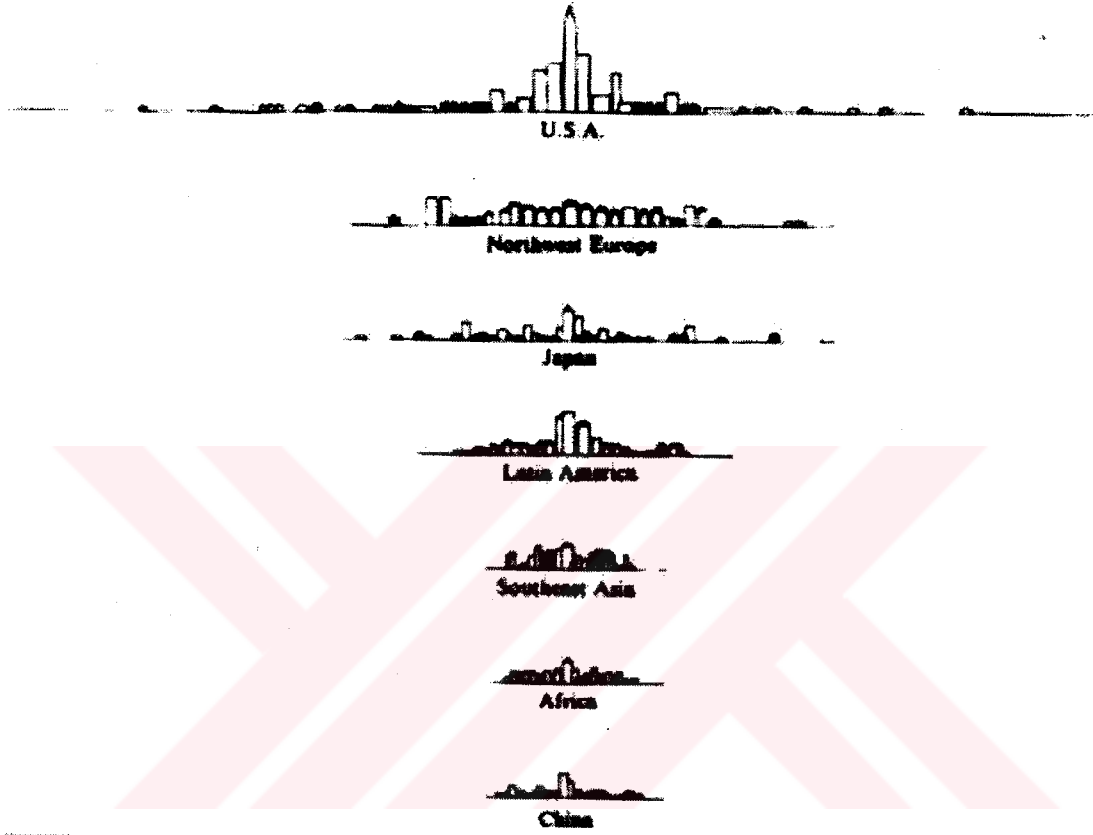 U.S.A.
Northwest Europe
Japan
Latin America
Southeast Asia
Africa
China